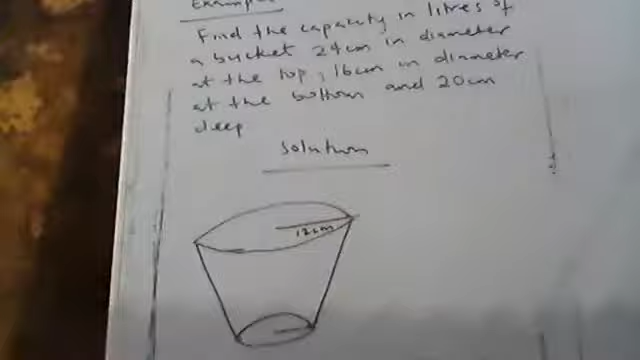 Example
Find the capacity in litres of
a bucket 24cm in diameter
at the top, 16cm in diameter
at the bottom and 20cm
deep
Solution
12cm